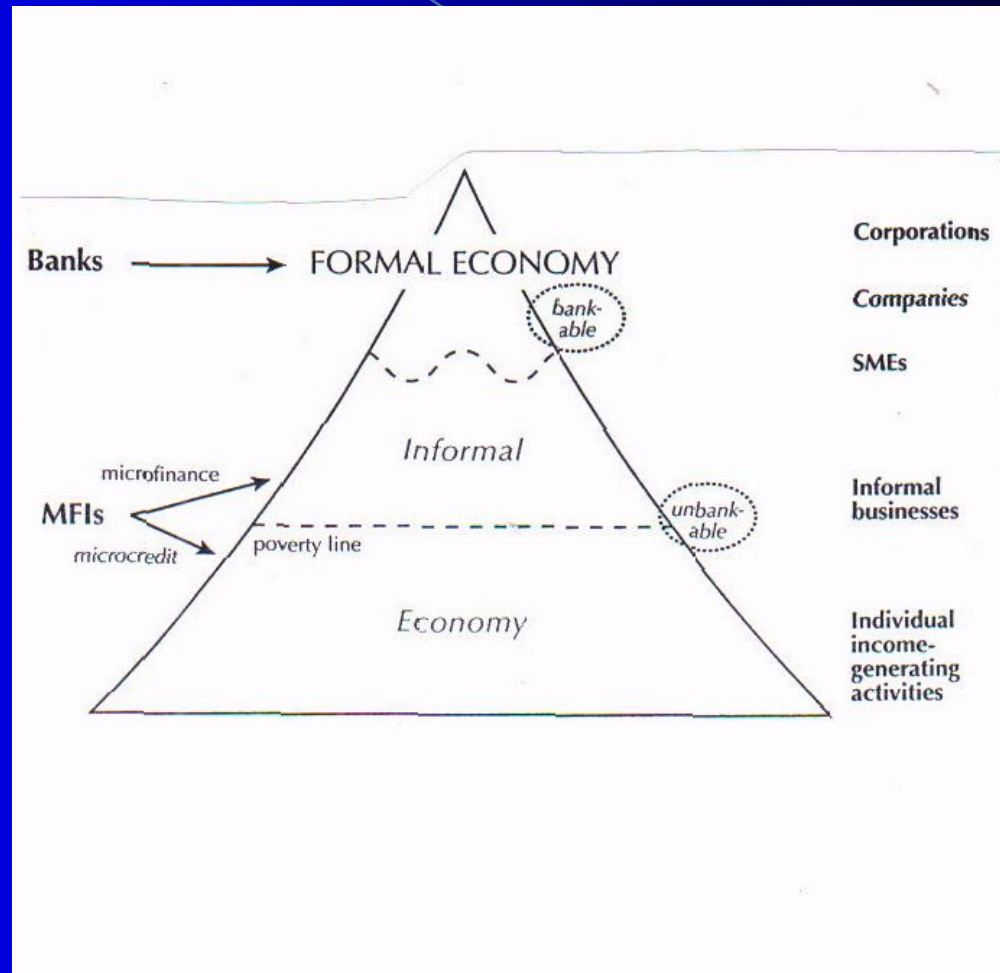 Corporations
Banks
FORMAL ECONOMY
Companies
bank-
able
SMEs
Informal
microfinance
MFIs
microcredit
Informal
businesses
unbank-
able
poverty line
Economy
Individual
income-
generating
activities